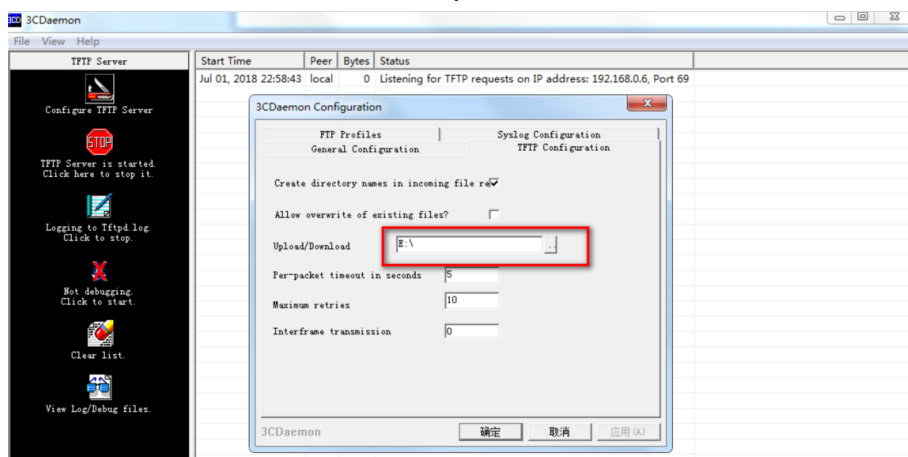 3CD 3CDaemon
File View Help
TFTP Server
Configure TFTP Server
STOP
TFTP Server is started.
Click here to stop it.
Logging to Tftpd.log.
Click to stop.
Not debugging.
Click to start.
Clear list.
View Log/Debug files.
Start Time Peer Bytes Status
Jul 01, 2018 22:58:43 local 0 Listening for TFTP requests on IP address: 192.168.0.6, Port 69
3CDaemon Configuration
FTP Profiles Syslog Configuration
General Configuration TFTP Configuration
Create directory names in incoming file re
Allow overwrite of existing files?
Upload/Download E:\ ..
Per-packet timeout in seconds 5
Maximum retries 10
Interframe transmission 0
3CDaemon 确定 取消 应用(A)